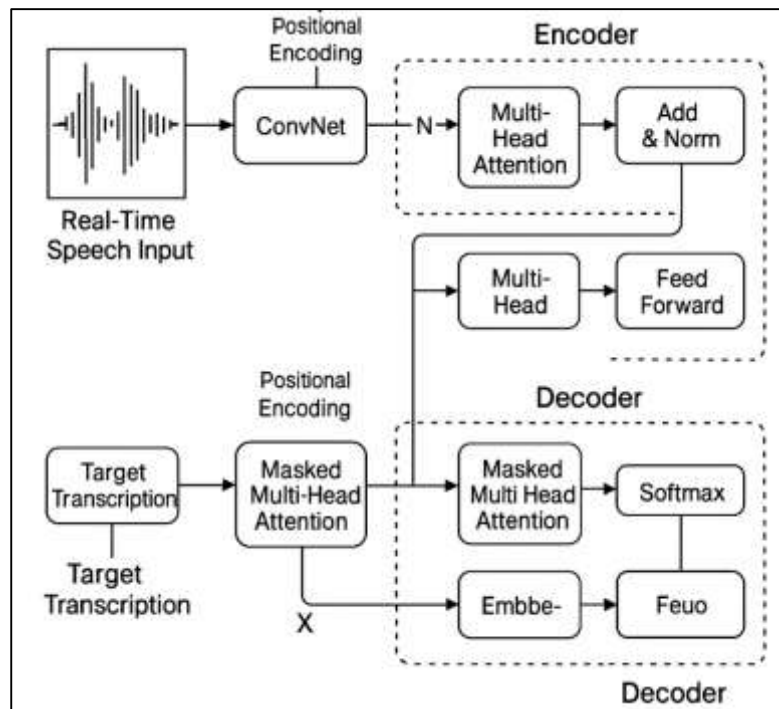 Positional
Encoding
Encoder
ConvNet
N
Multi-
Head
Attention
Add
& Norm
Real-Time
Speech Input
Multi-
Head
Feed
Forward
Positional
Encoding
Decoder
Target
Transcription
Masked
Multi-Head
Attention
Masked
Multi Head
Attention
Softmax
Target
Transcription
X
Embbe-
Feuo
Decoder